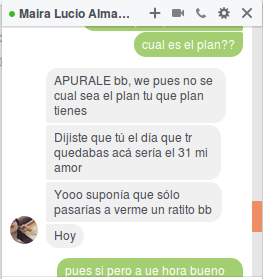 Maira Lucio Alma...
cual es el plan??
APURALE bb, we pues no se
cual sea el plan tu que plan
tienes
Dijiste que tú el día que tr
quedabas acá sería el 31 mi
amor
Yooo suponía que sólo
pasarías a verme un ratito bb
Hoy
pues si pero a ue hora bueno